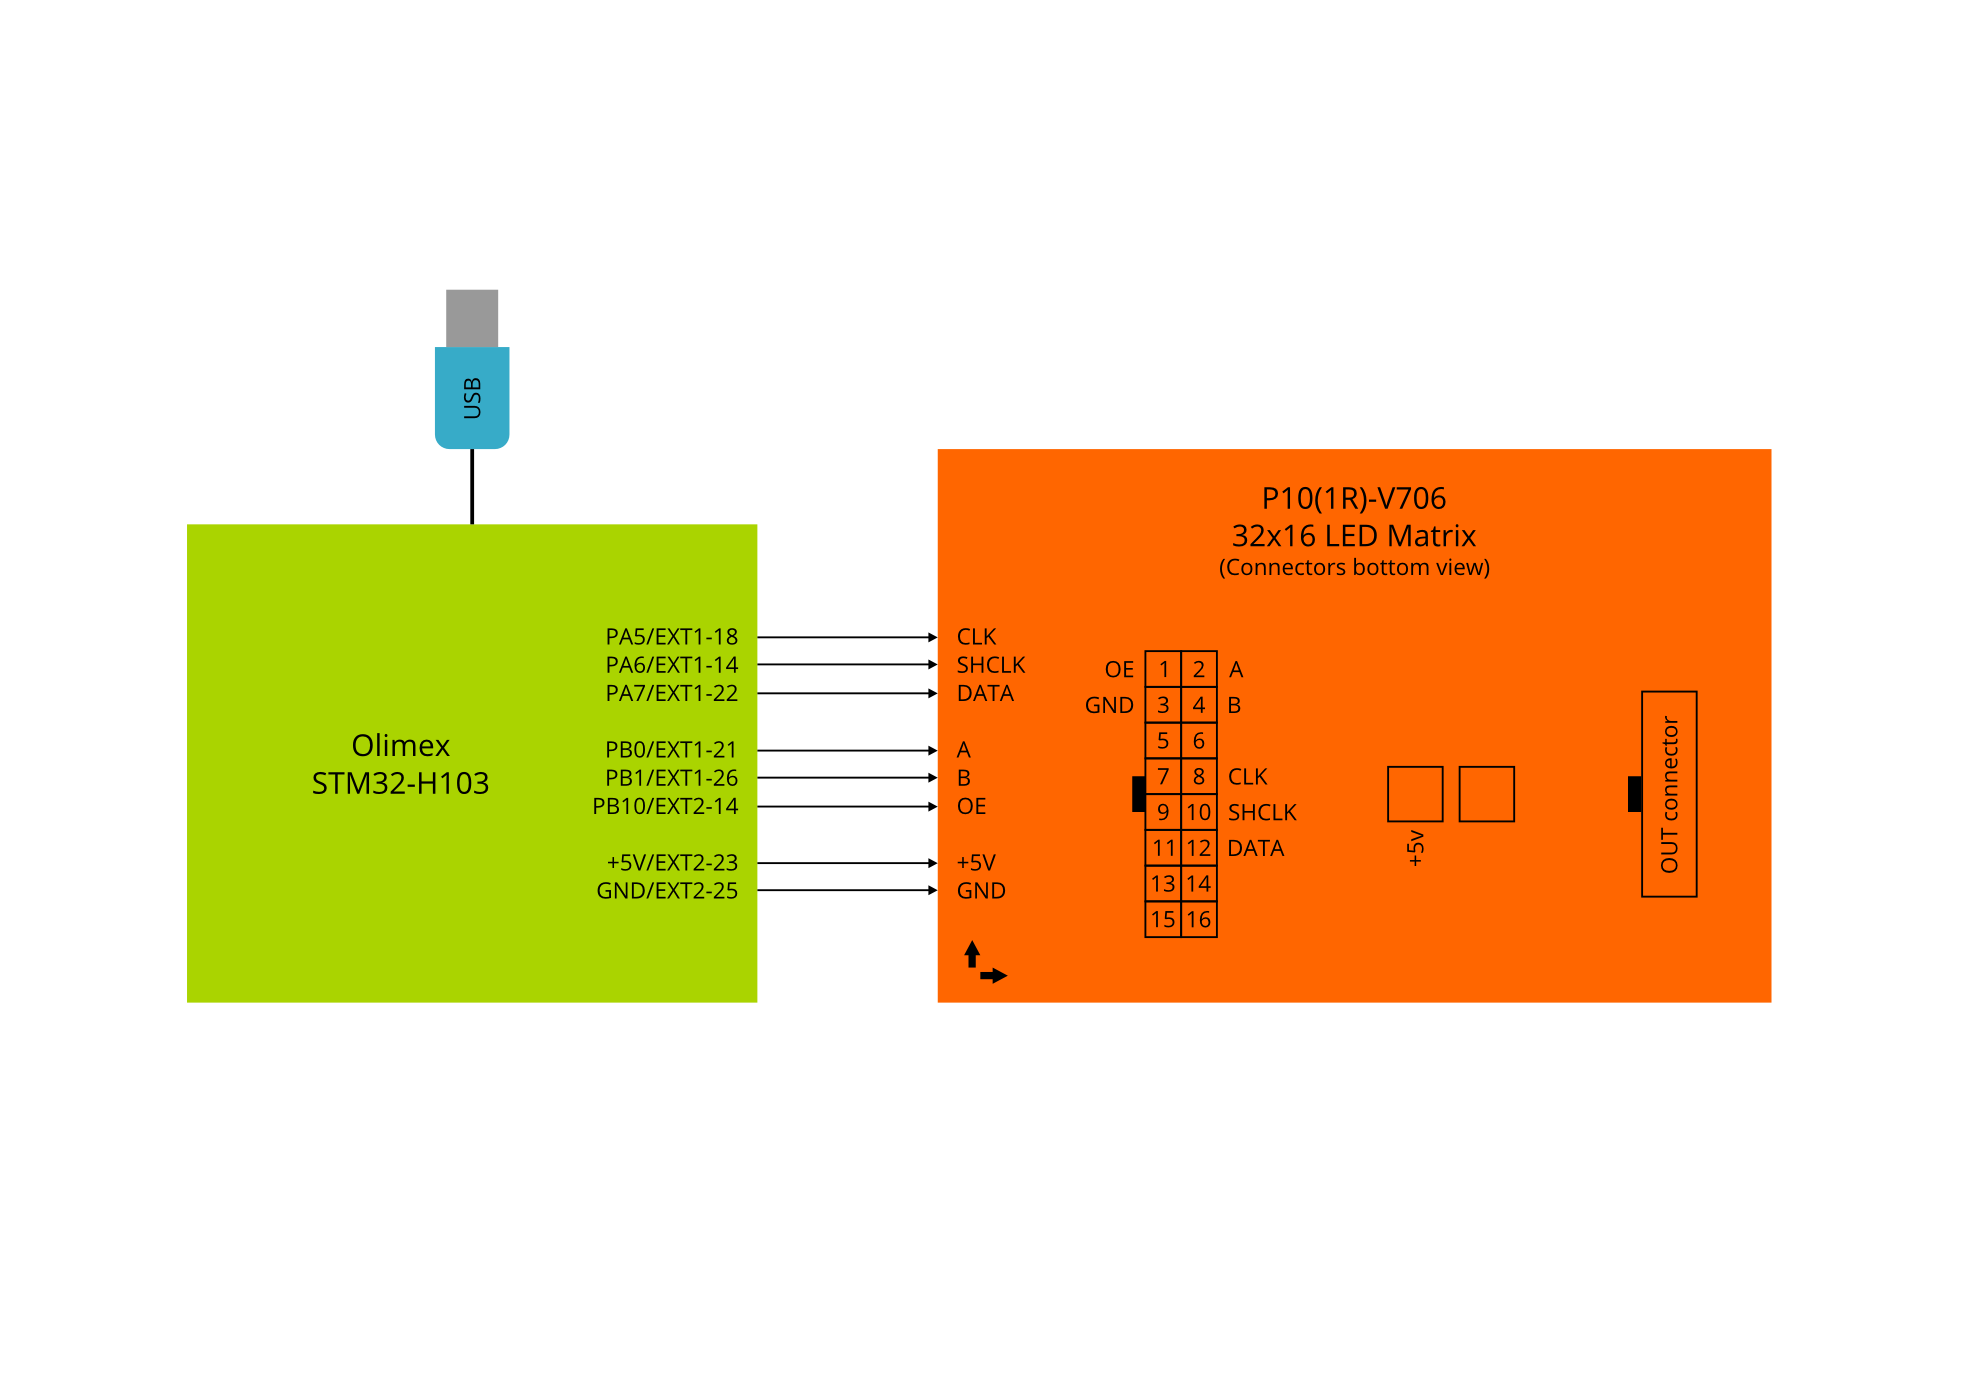 USB
Olimex
STM32-H103
PA5/EXT1-18
PA6/EXT1-14
PA7/EXT1-22
PB0/EXT1-21
PB1/EXT1-26
PB10/EXT2-14
+5V/EXT2-23
GND/EXT2-25
P10(1R)-V706
32x16 LED Matrix
(Connectors bottom view)
CLK
SHCLK
DATA
A
B
OE
+5V
GND
OE 1 2 A
GND 3 4 B
5 6
7 8 CLK
9 10 SHCLK
11 12 DATA
13 14
15 16
+5v
OUT connector